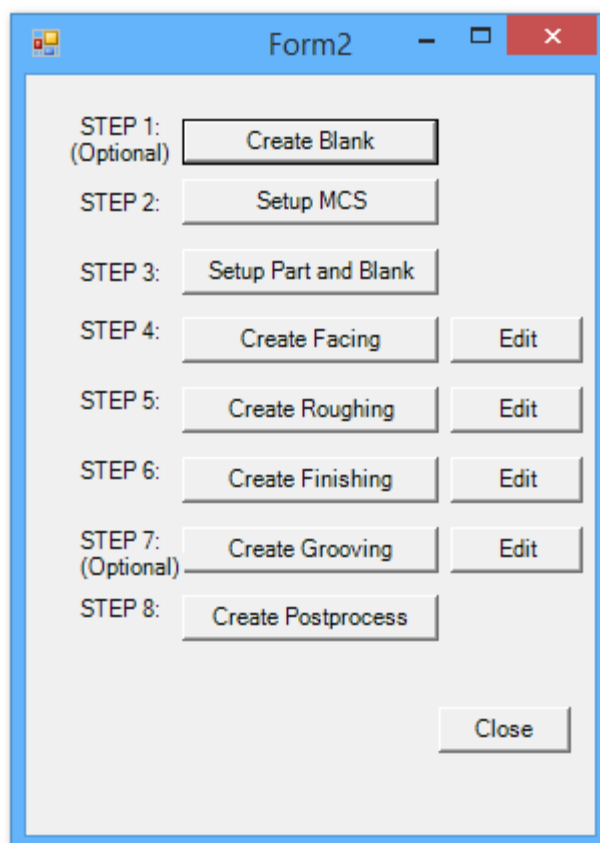 Form2
STEP 1:
(Optional)
Create Blank
STEP 2:
Setup MCS
STEP 3:
Setup Part and Blank
STEP 4:
Create Facing
Edit
STEP 5:
Create Roughing
Edit
STEP 6:
Create Finishing
Edit
STEP 7:
(Optional)
Create Grooving
Edit
STEP 8:
Create Postprocess
Close